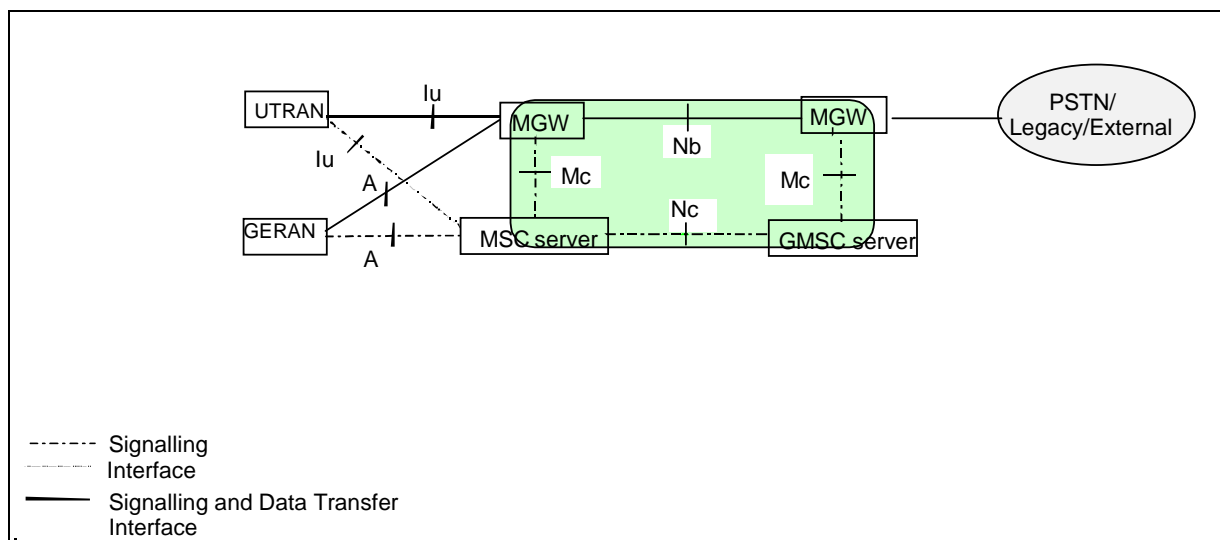 Iu
UTRAN
MGW
MGW
PSTN/
Legacy/External
Iu
Nb
A
Mc
Mc
Nc
GERAN
MSC server
GMSC server
A
Signalling
Interface
Signalling and Data Transfer
Interface